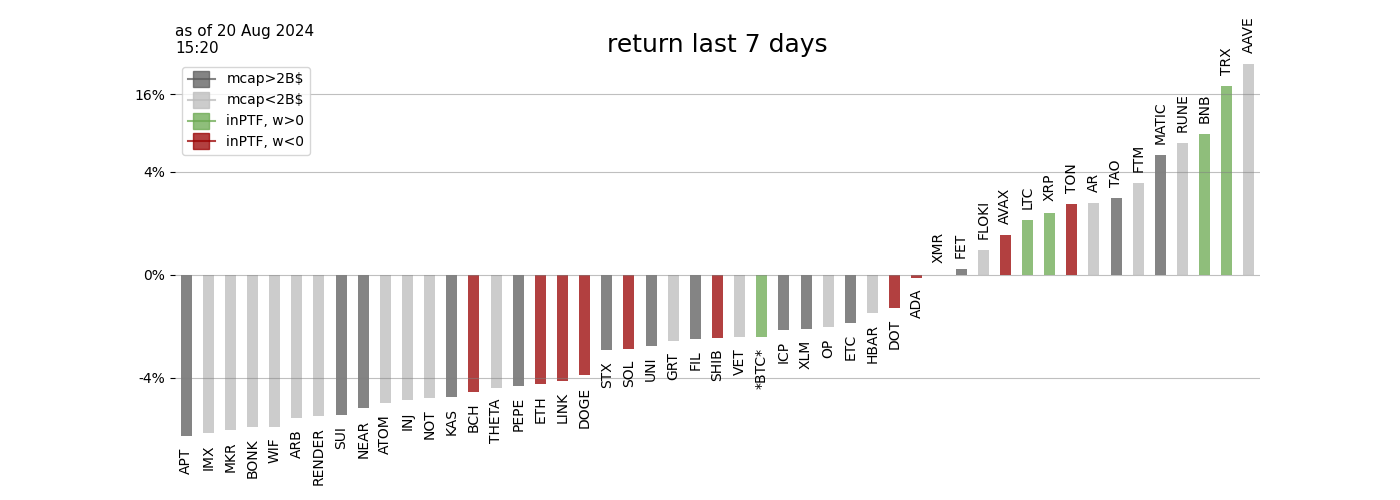 as of 20 Aug 2024
15:20
return last 7 days
mcap>2B$
mcap<2B$
inPTF, w>0
inPTF, w<0
16%
4%
0%
-4%
APT
IMX
MKR
BONK
WIF
ARB
RENDER
SUI
NEAR
ATOM
INJ
NOT
KAS
BCH
THETA
PEPE
ETH
LINK
DOGE
STX
SOL
UNI
GRT
FIL
SHIB
VET
*BTC*
ICP
XLM
OP
ETC
HBAR
DOT
ADA
XMR
FET
FLOKI
AVAX
LTC
XRP
TON
AR
TAO
FTM
MATIC
RUNE
BNB
TRX
AAVE